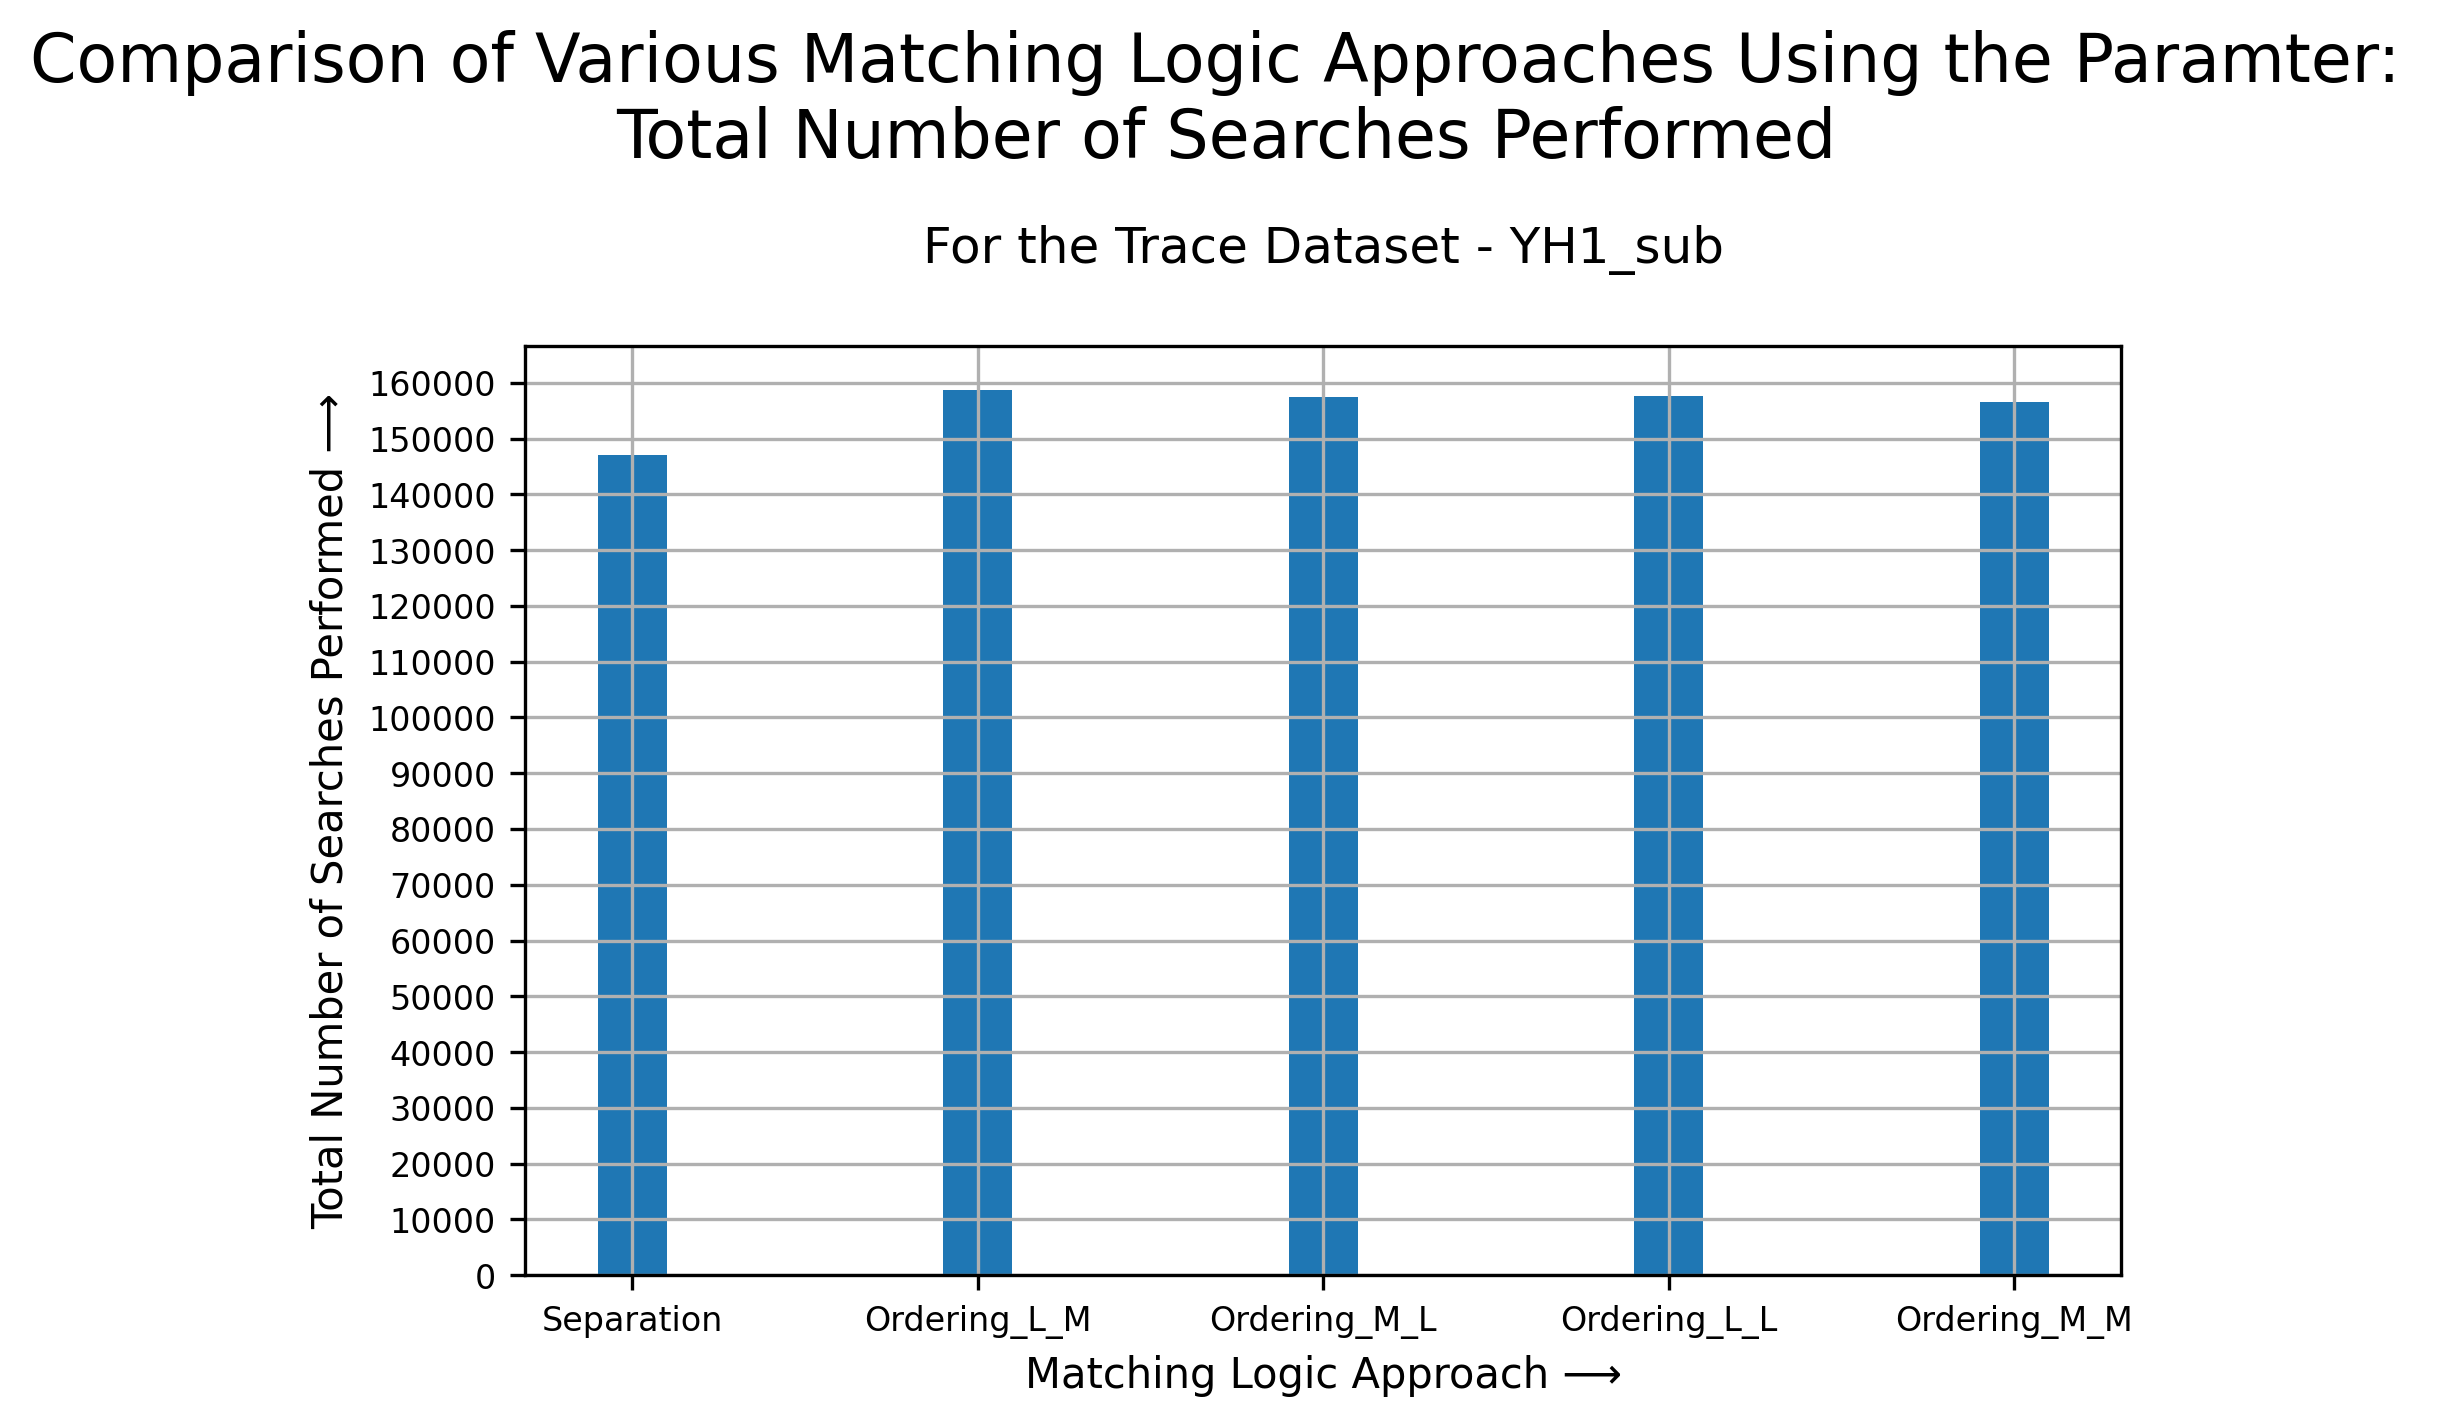 Comparison of Various Matching Logic Approaches Using the Paramter:
Total Number of Searches Performed
For the Trace Dataset - YH1_sub
Total Number of Searches Performed ⟶
160000
150000
140000
130000
120000
110000
100000
90000
80000
70000
60000
50000
40000
30000
20000
10000
0
Separation
Ordering_L_M
Ordering_M_L
Ordering_L_L
Ordering_M_M
Matching Logic Approach ⟶